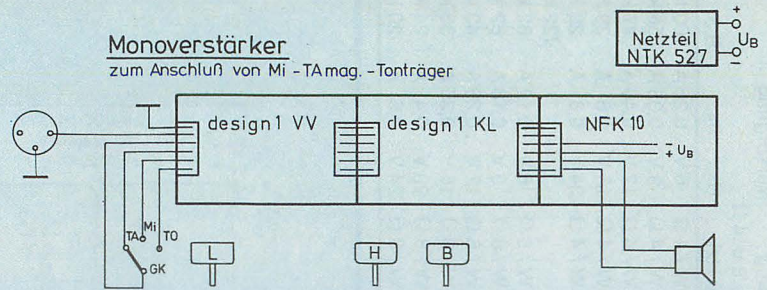 Monoverstärker
zum Anschluß von Mi - TA mag. - Tonträger
+
Netzteil
NTK 527
U_B
–
design 1 VV
design 1 KL
NFK 10
–
+ U_B
TA
Mi
TO
GK
L
H
B